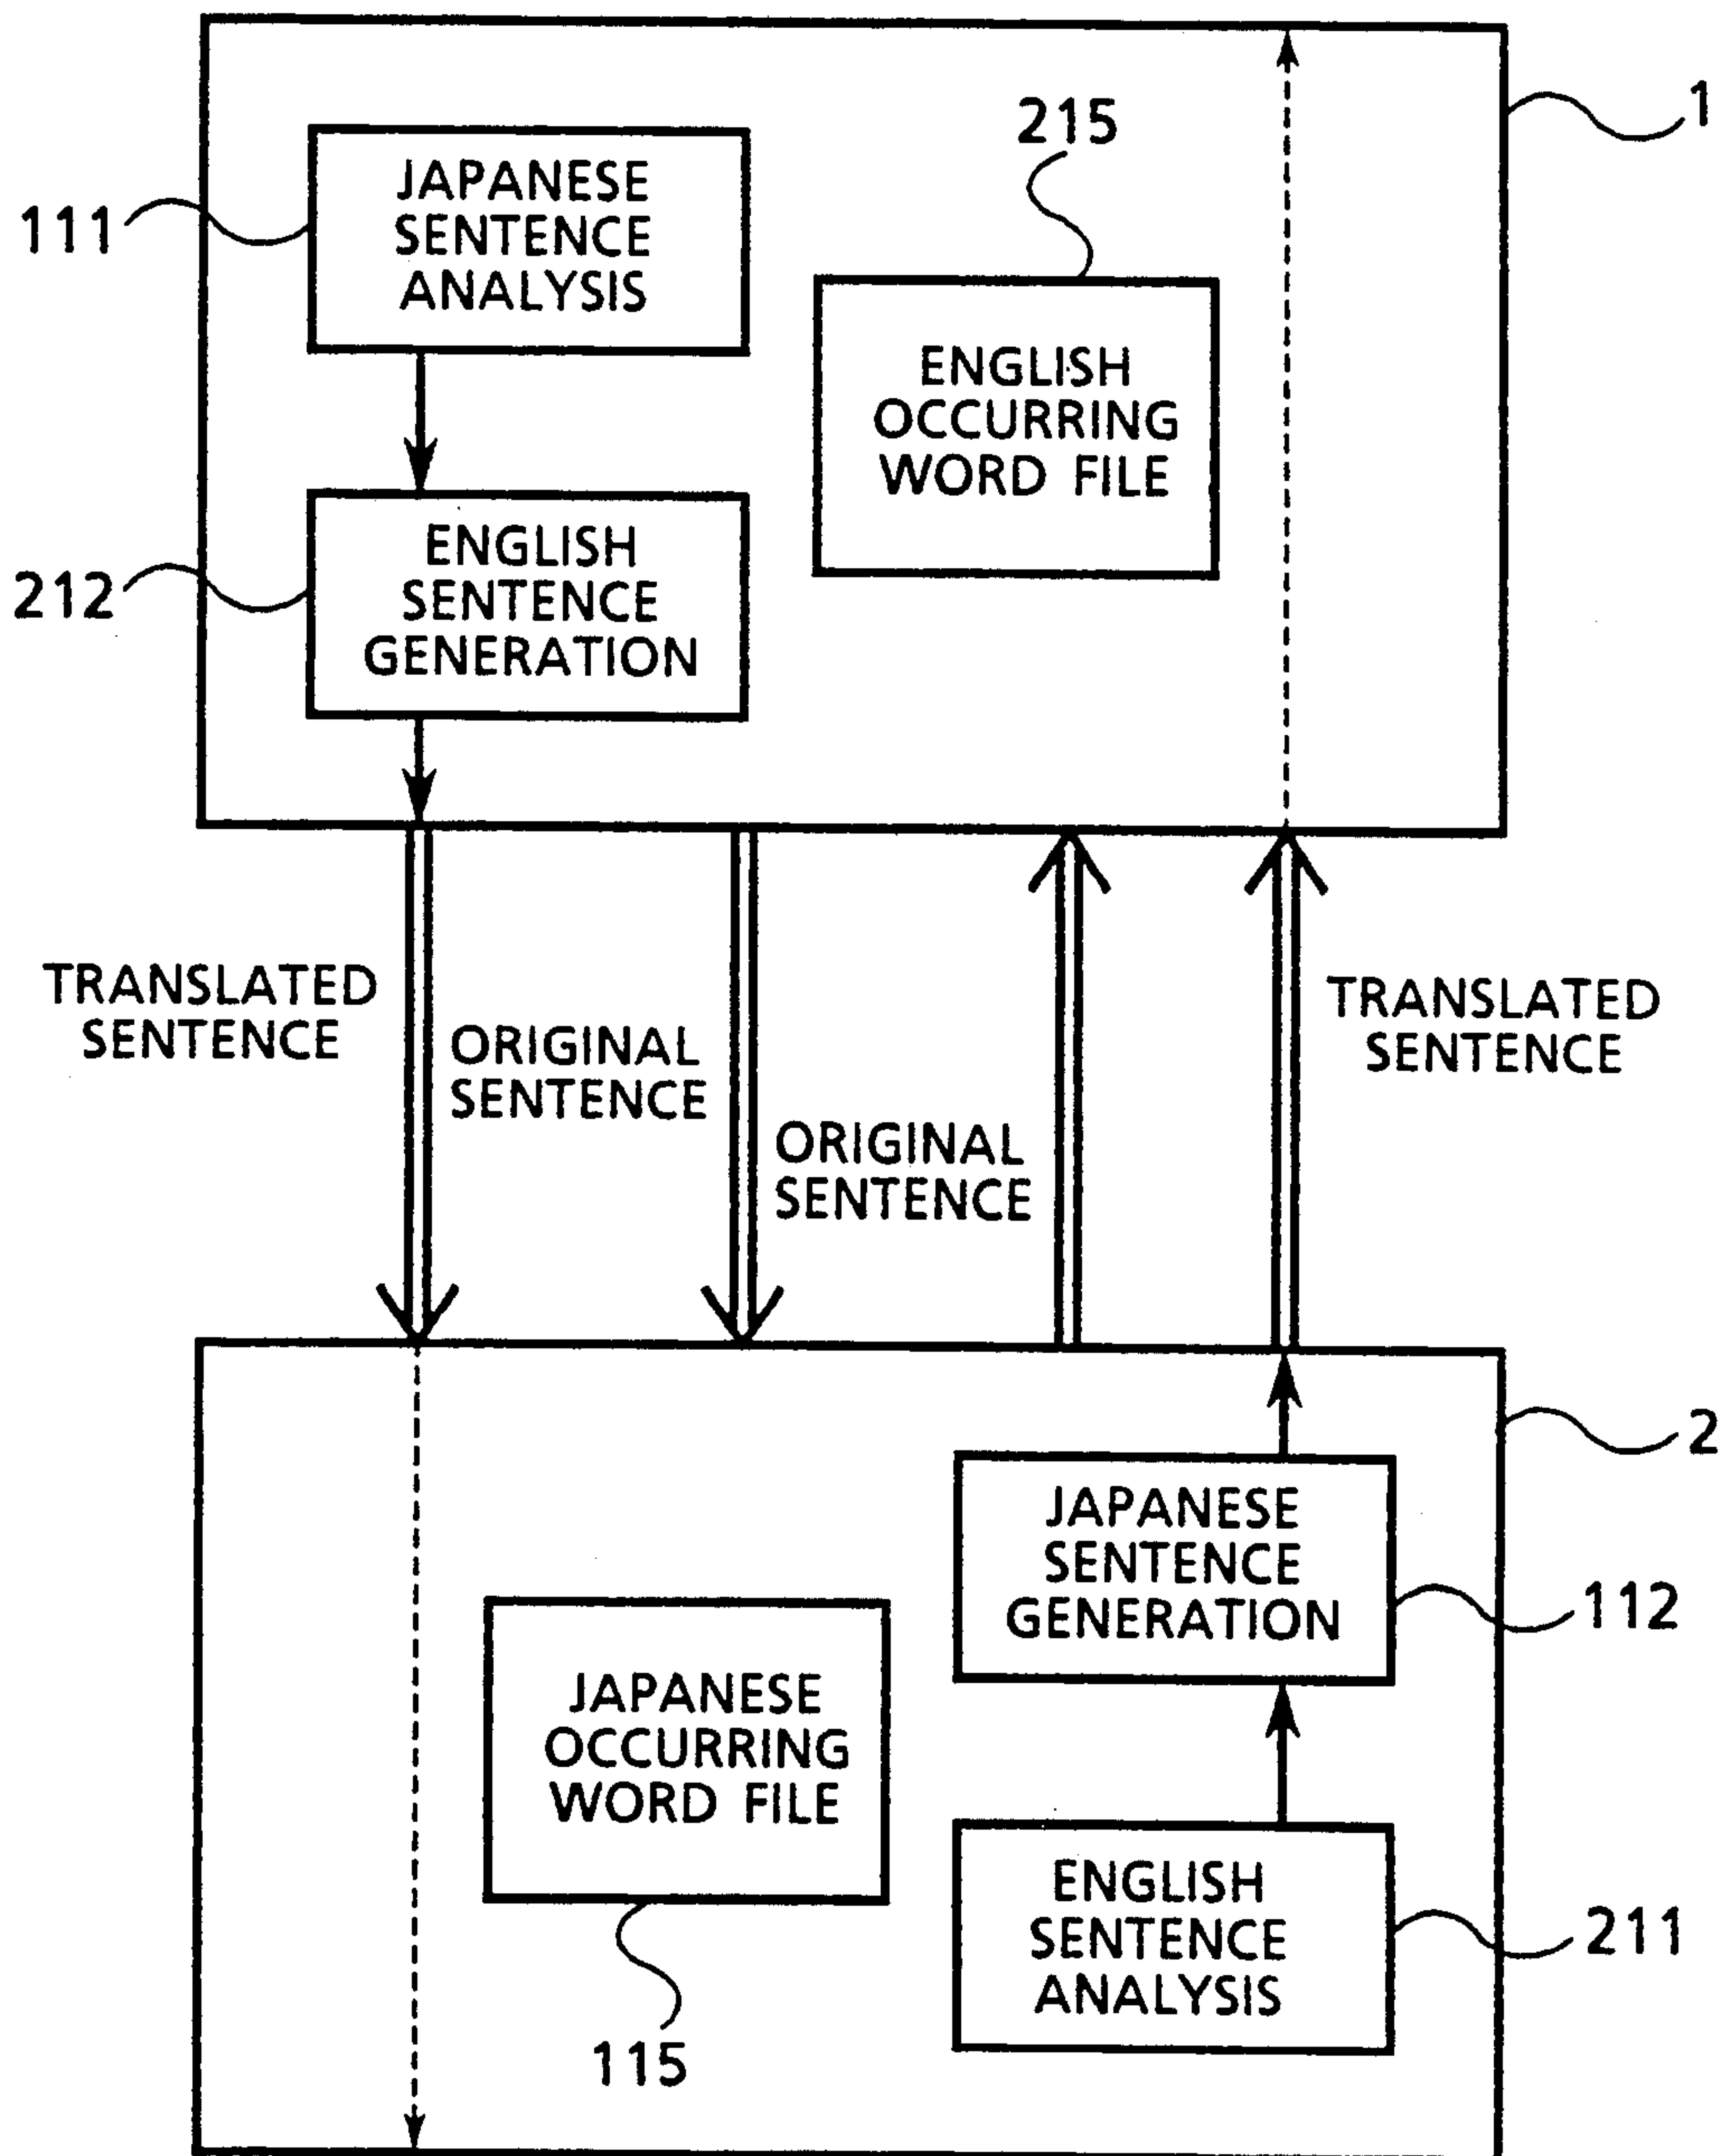 1
215
JAPANESE
SENTENCE
ANALYSIS
111
ENGLISH
OCCURRING
WORD FILE
ENGLISH
SENTENCE
GENERATION
212
TRANSLATED
SENTENCE
ORIGINAL
SENTENCE
ORIGINAL
SENTENCE
TRANSLATED
SENTENCE
2
JAPANESE
SENTENCE
GENERATION
112
JAPANESE
OCCURRING
WORD FILE
115
ENGLISH
SENTENCE
ANALYSIS
211